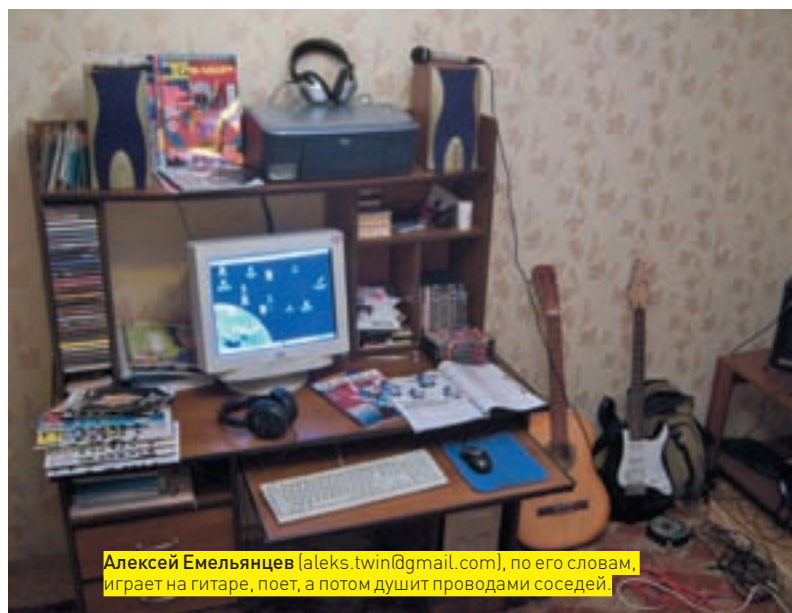 Алексей Емельянцев (aleks.twin@gmail.com), по его словам,
играет на гитаре, поет, а потом душит проводами соседей.